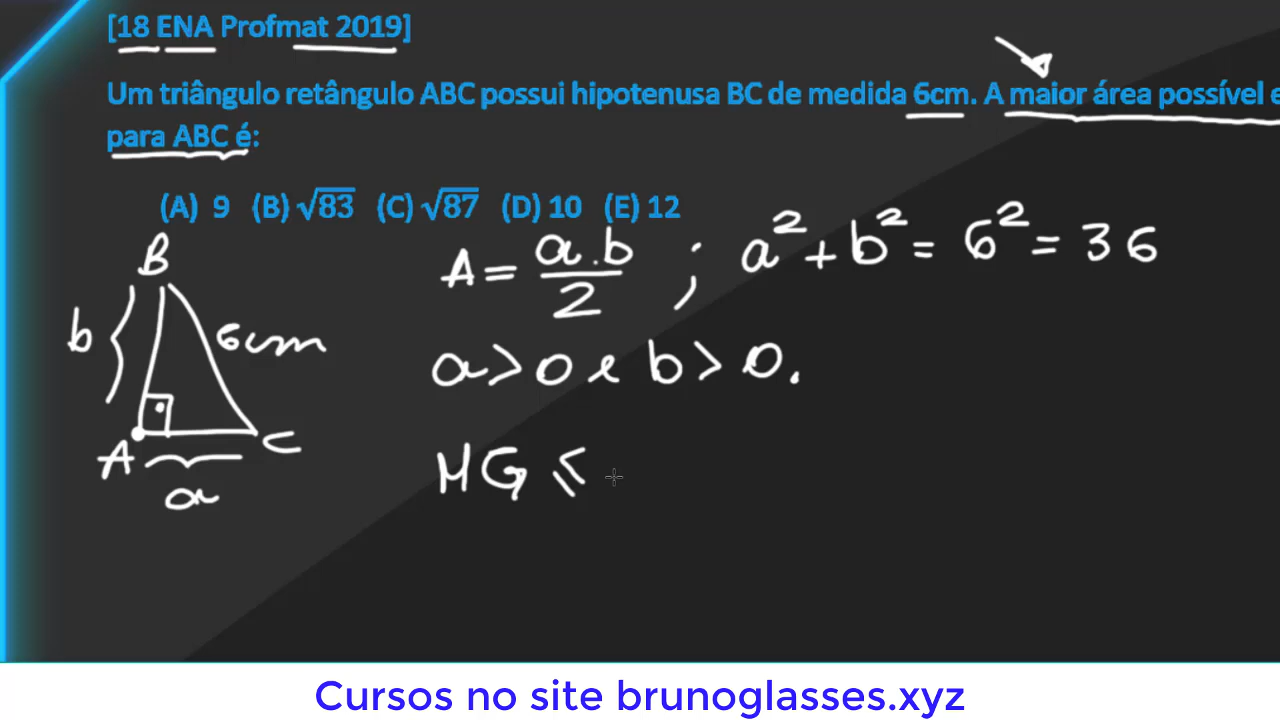 [18 ENA Profmat 2019]
Um triângulo retângulo ABC possui hipotenusa BC de medida 6cm. A maior área possível e
para ABC é:
(A) 9 (B) √83 (C) √87 (D) 10 (E) 12
B
b
6cm
A
C
a
A = a.b/2 ; a² + b² = 6² = 36
a > 0 e b > 0.
MG ≤
Cursos no site brunoglasses.xyz